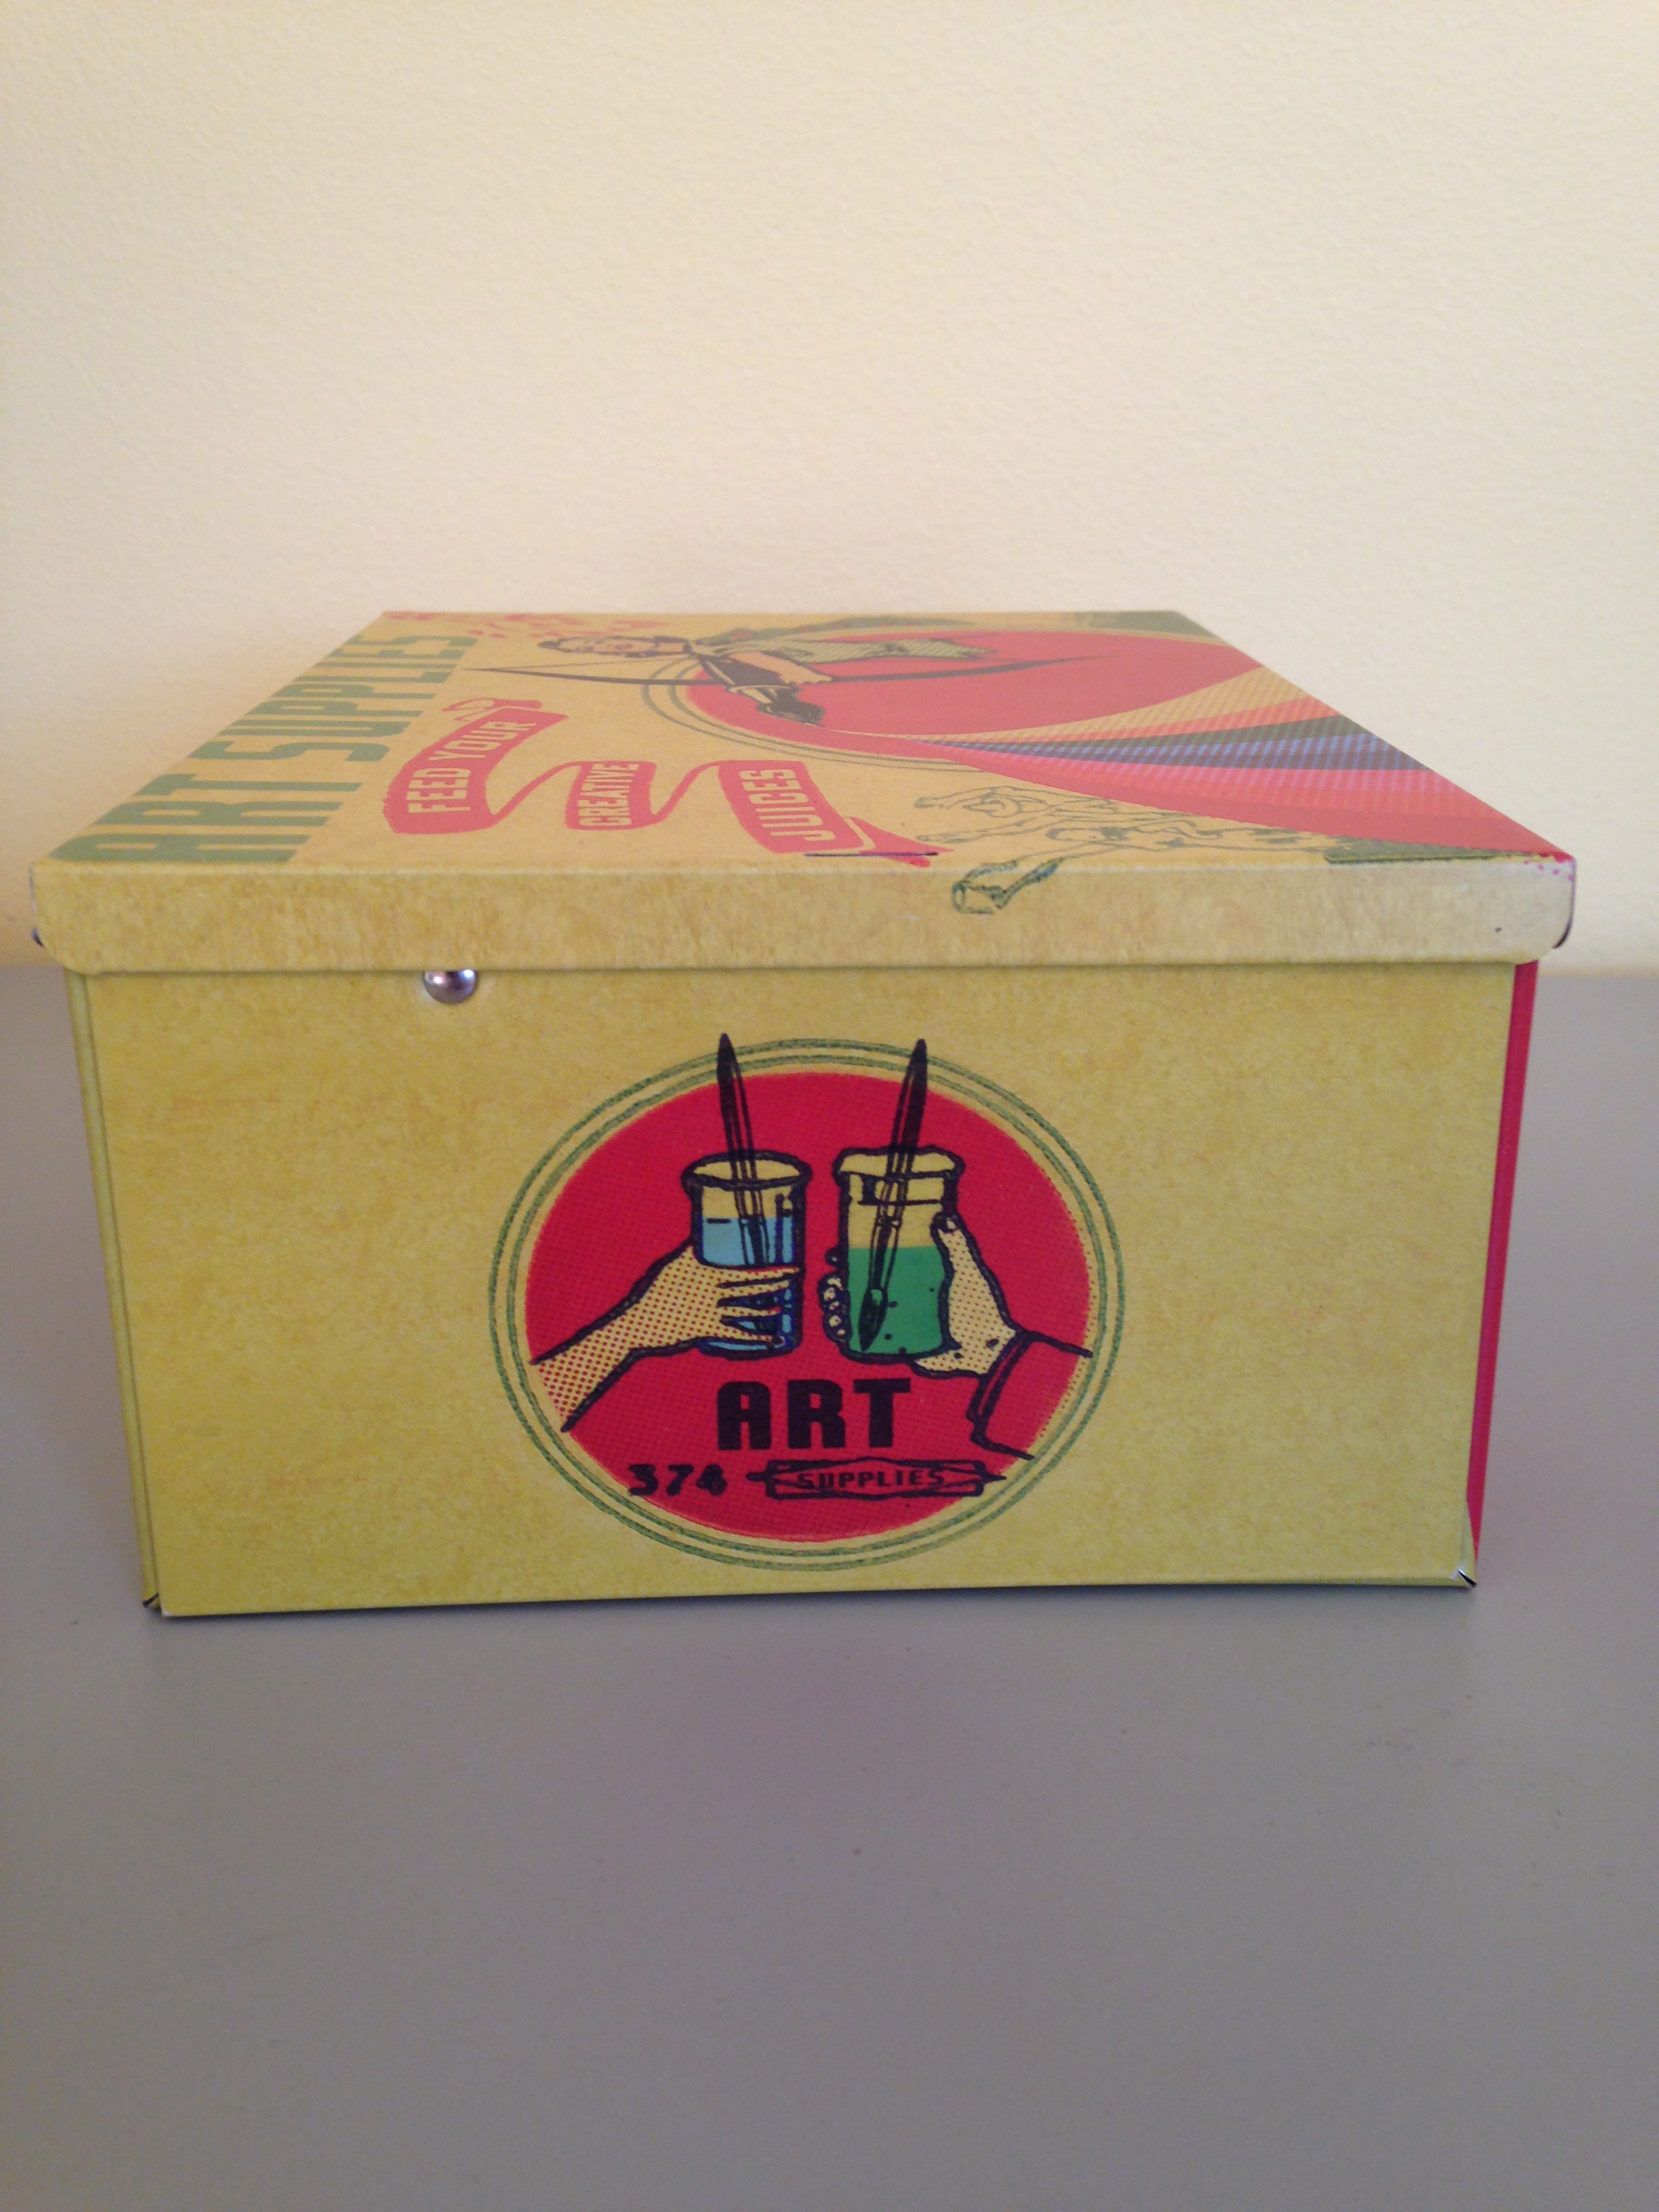 ART SUPPLIES
FEED YOUR
CREATIVE
JUICES
ART
374 SUPPLIES